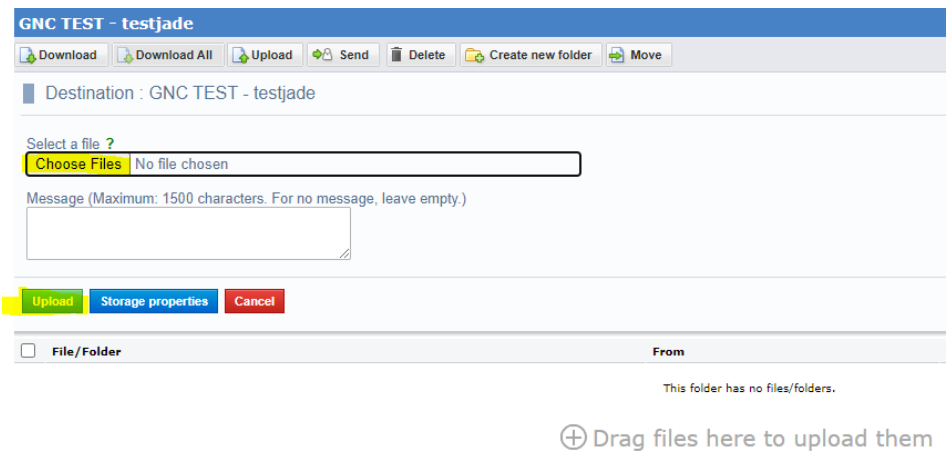 GNC TEST - testjade
Download Download All Upload Send Delete Create new folder Move
Destination : GNC TEST - testjade
Select a file ?
Choose Files No file chosen
Message (Maximum: 1500 characters. For no message, leave empty.)
Upload Storage properties Cancel
File/Folder From
This folder has no files/folders.
Drag files here to upload them